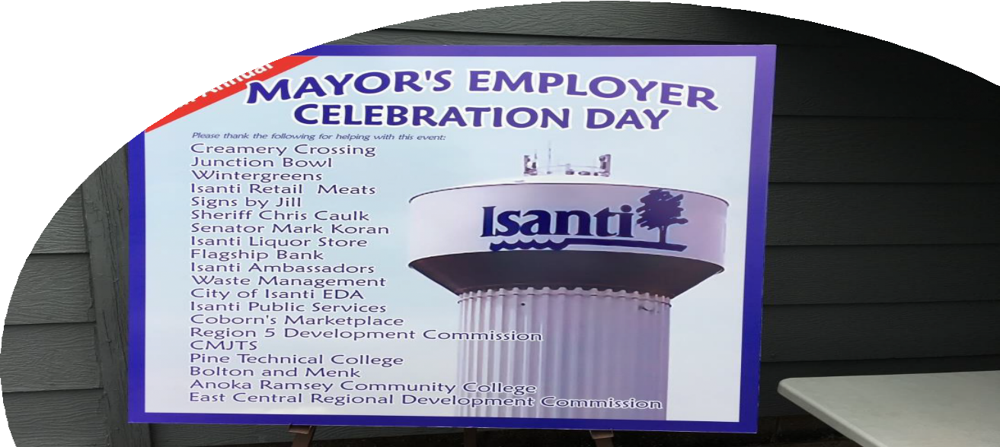 Annual
MAYOR'S EMPLOYER
CELEBRATION DAY
Please thank the following for helping with this event:
Creamery Crossing
Junction Bowl
Wintergreens
Isanti Retail Meats
Signs by Jill
Sheriff Chris Caulk
Senator Mark Koran
Isanti Liquor Store
Flagship Bank
Isanti Ambassadors
Waste Management
City of Isanti EDA
Isanti Public Services
Coborn's Marketplace
Region 5 Development Commission
CMJTS
Pine Technical College
Bolton and Menk
Anoka Ramsey Community College
East Central Regional Development Commission
Isanti